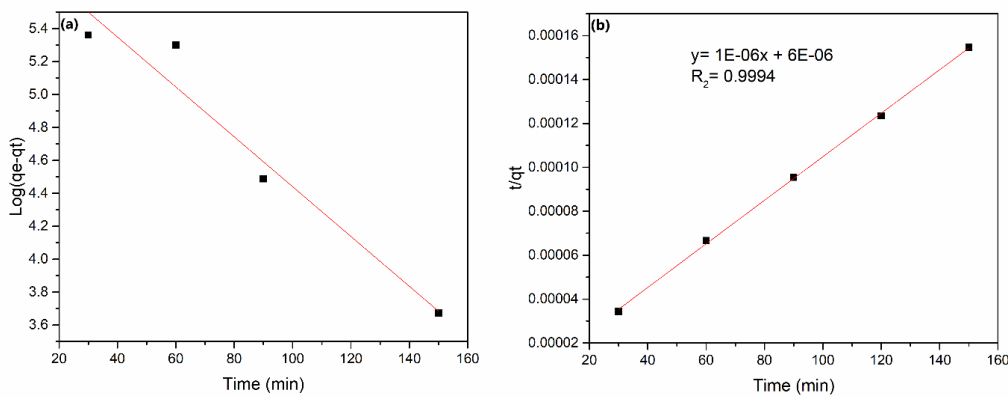 (a)
5.4
5.2
5.0
4.8
4.6
4.4
4.2
4.0
3.8
3.6
Log(qe-qt)
20 40 60 80 100 120 140 160
Time (min)
(b)
y= 1E-06x + 6E-06
R2= 0.9994
0.00016
0.00014
0.00012
0.00010
0.00008
0.00006
0.00004
0.00002
t/qt
20 40 60 80 100 120 140 160
Time (min)